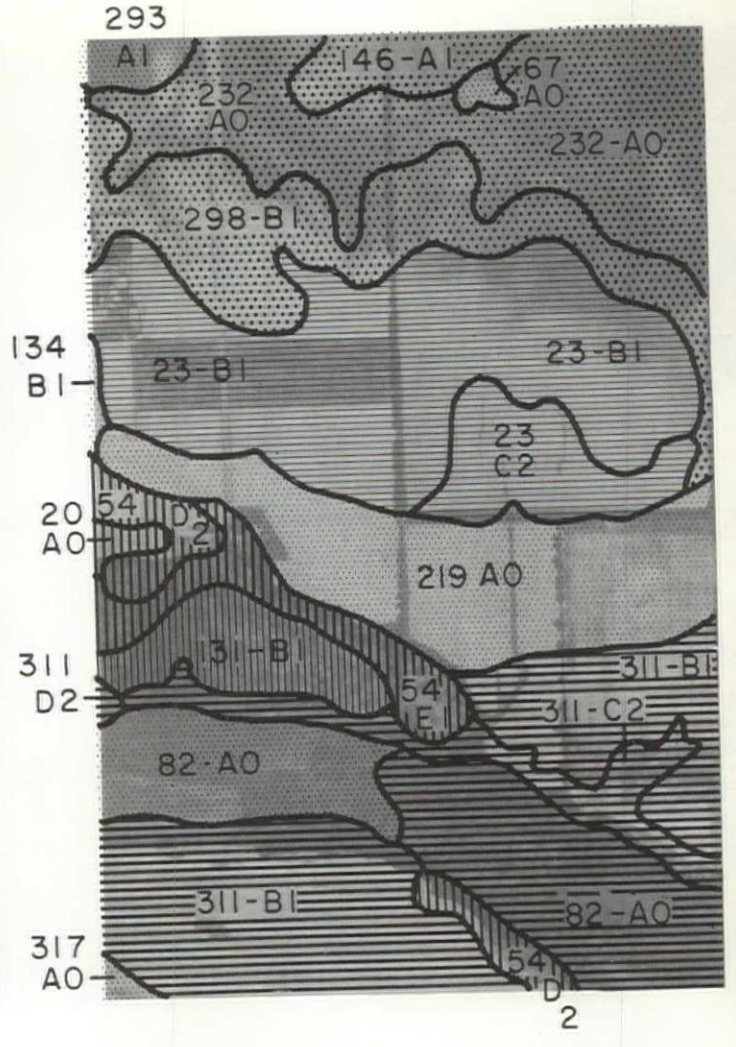 293
A1
146-A1
67
A0
232
A0
232-A0
298-B1
134
B1
23-B1
23-B1
23
C2
54
D
2
20
A0
219 A0
131-B1
311
D2
311-B1
54
E1
311-C2
82-A0
311-B1
82-A0
317
A0
54
D
2